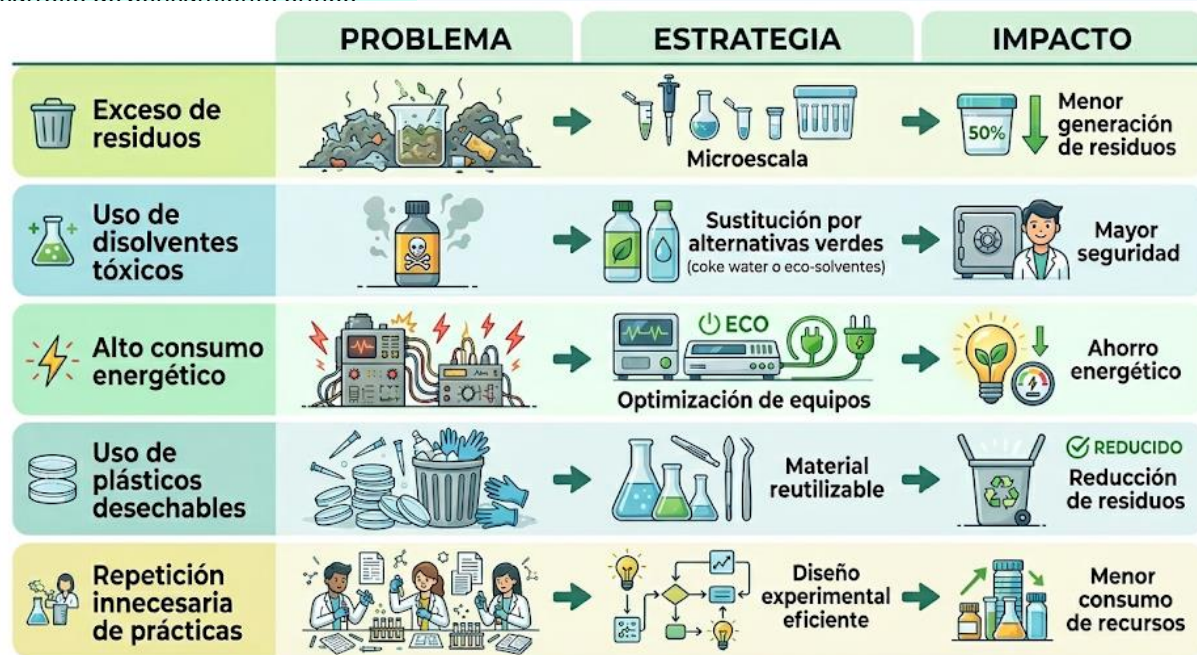 PROBLEMA
ESTRATEGIA
IMPACTO
Exceso de
residuos
Microescala
50%
Menor
generación
de residuos
Uso de
disolventes
tóxicos
Sustitución por
alternativas verdes
(coke water o eco-solventes)
Mayor
seguridad
Alto consumo
energético
ECO
Optimización de equipos
Ahorro
energético
Uso de
plásticos
desechables
Material
reutilizable
REDUCIDO
Reducción
de residuos
Repetición
innecesaria
de prácticas
Diseño
experimental
eficiente
Menor
consumo
de recursos